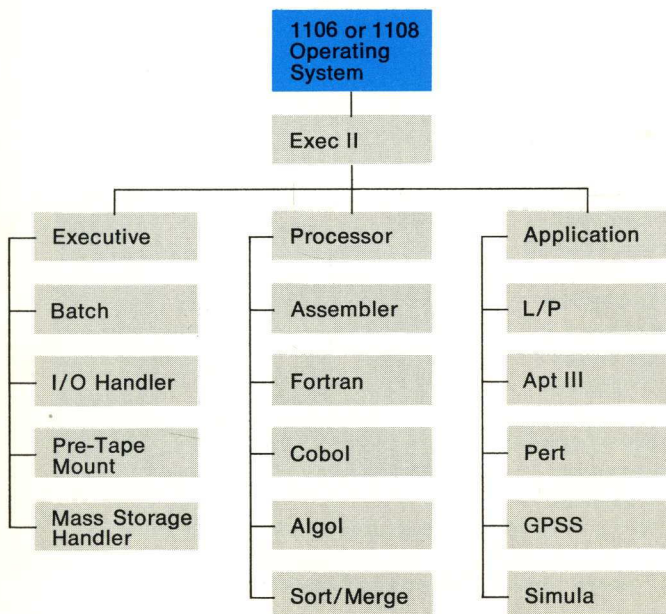 1106 or 1108
Operating
System
Exec II
Executive
Batch
I/O Handler
Pre-Tape
Mount
Mass Storage
Handler
Processor
Assembler
Fortran
Cobol
Algol
Sort/Merge
Application
L/P
Apt III
Pert
GPSS
Simula